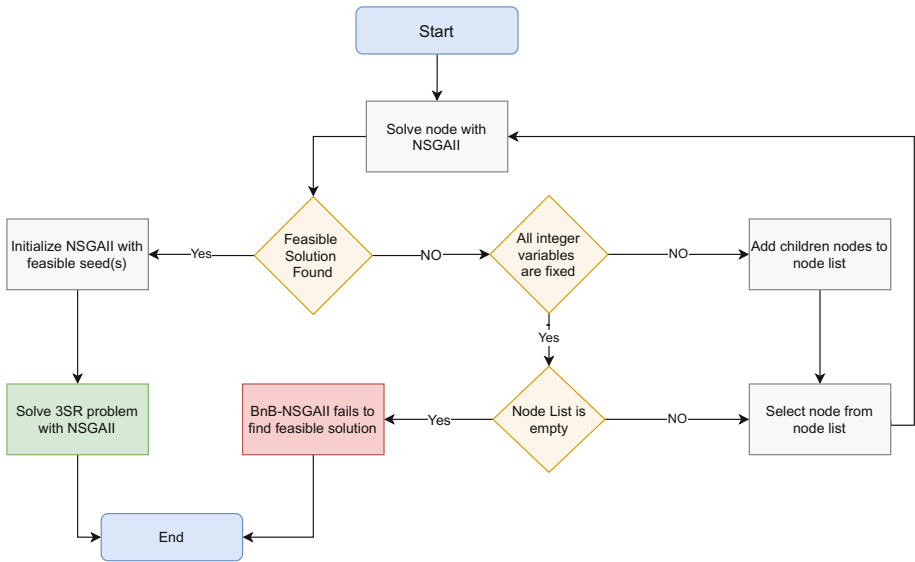 Start
Solve node with
NSGAII
Initialize NSGAII with
feasible seed(s)
Yes
Feasible
Solution
Found
NO
All integer
variables
are fixed
NO
Add children nodes to
node list
Yes
Solve 3SR problem
with NSGAII
BnB-NSGAII fails to
find feasible solution
Yes
Node List is
empty
NO
Select node from
node list
End